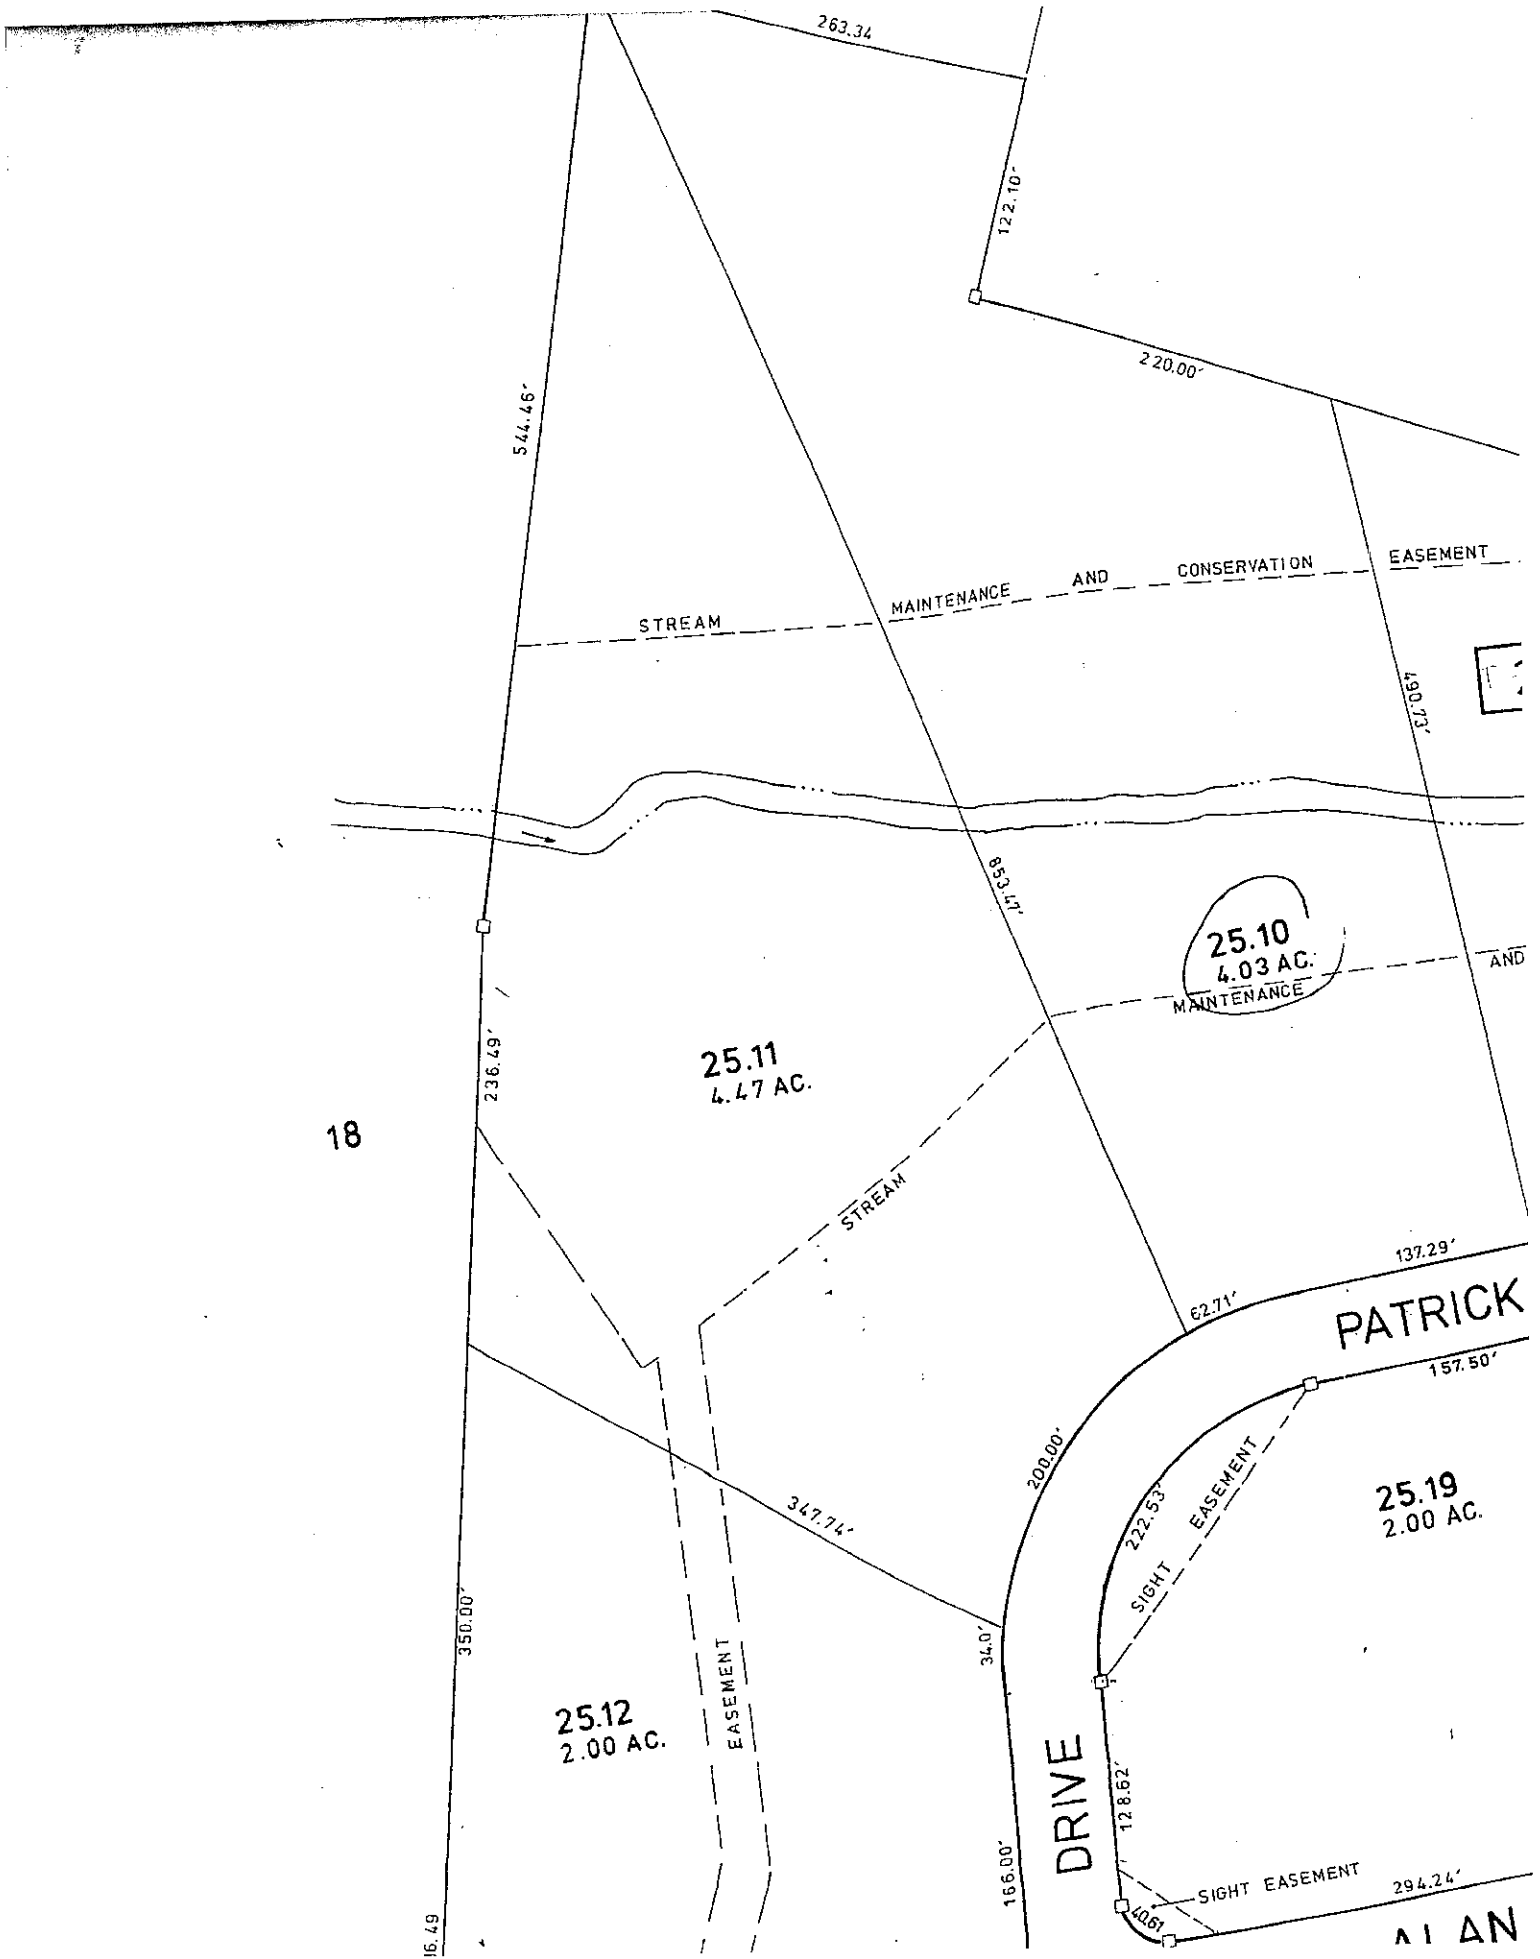 263.34
122.10'
220.00'
544.46'
STREAM MAINTENANCE AND CONSERVATION EASEMENT
490.73'
853.47'
25.10
4.03 AC.
MAINTENANCE AND
236.49'
25.11
4.47 AC.
18
STREAM
137.29'
62.71'
PATRICK
157.50'
200.00'
222.53'
SIGHT EASEMENT
25.19
2.00 AC.
347.74'
350.00'
34.0'
EASEMENT
25.12
2.00 AC.
DRIVE
128.62'
166.00'
SIGHT EASEMENT
294.24'
40.61
ALAN
16.49